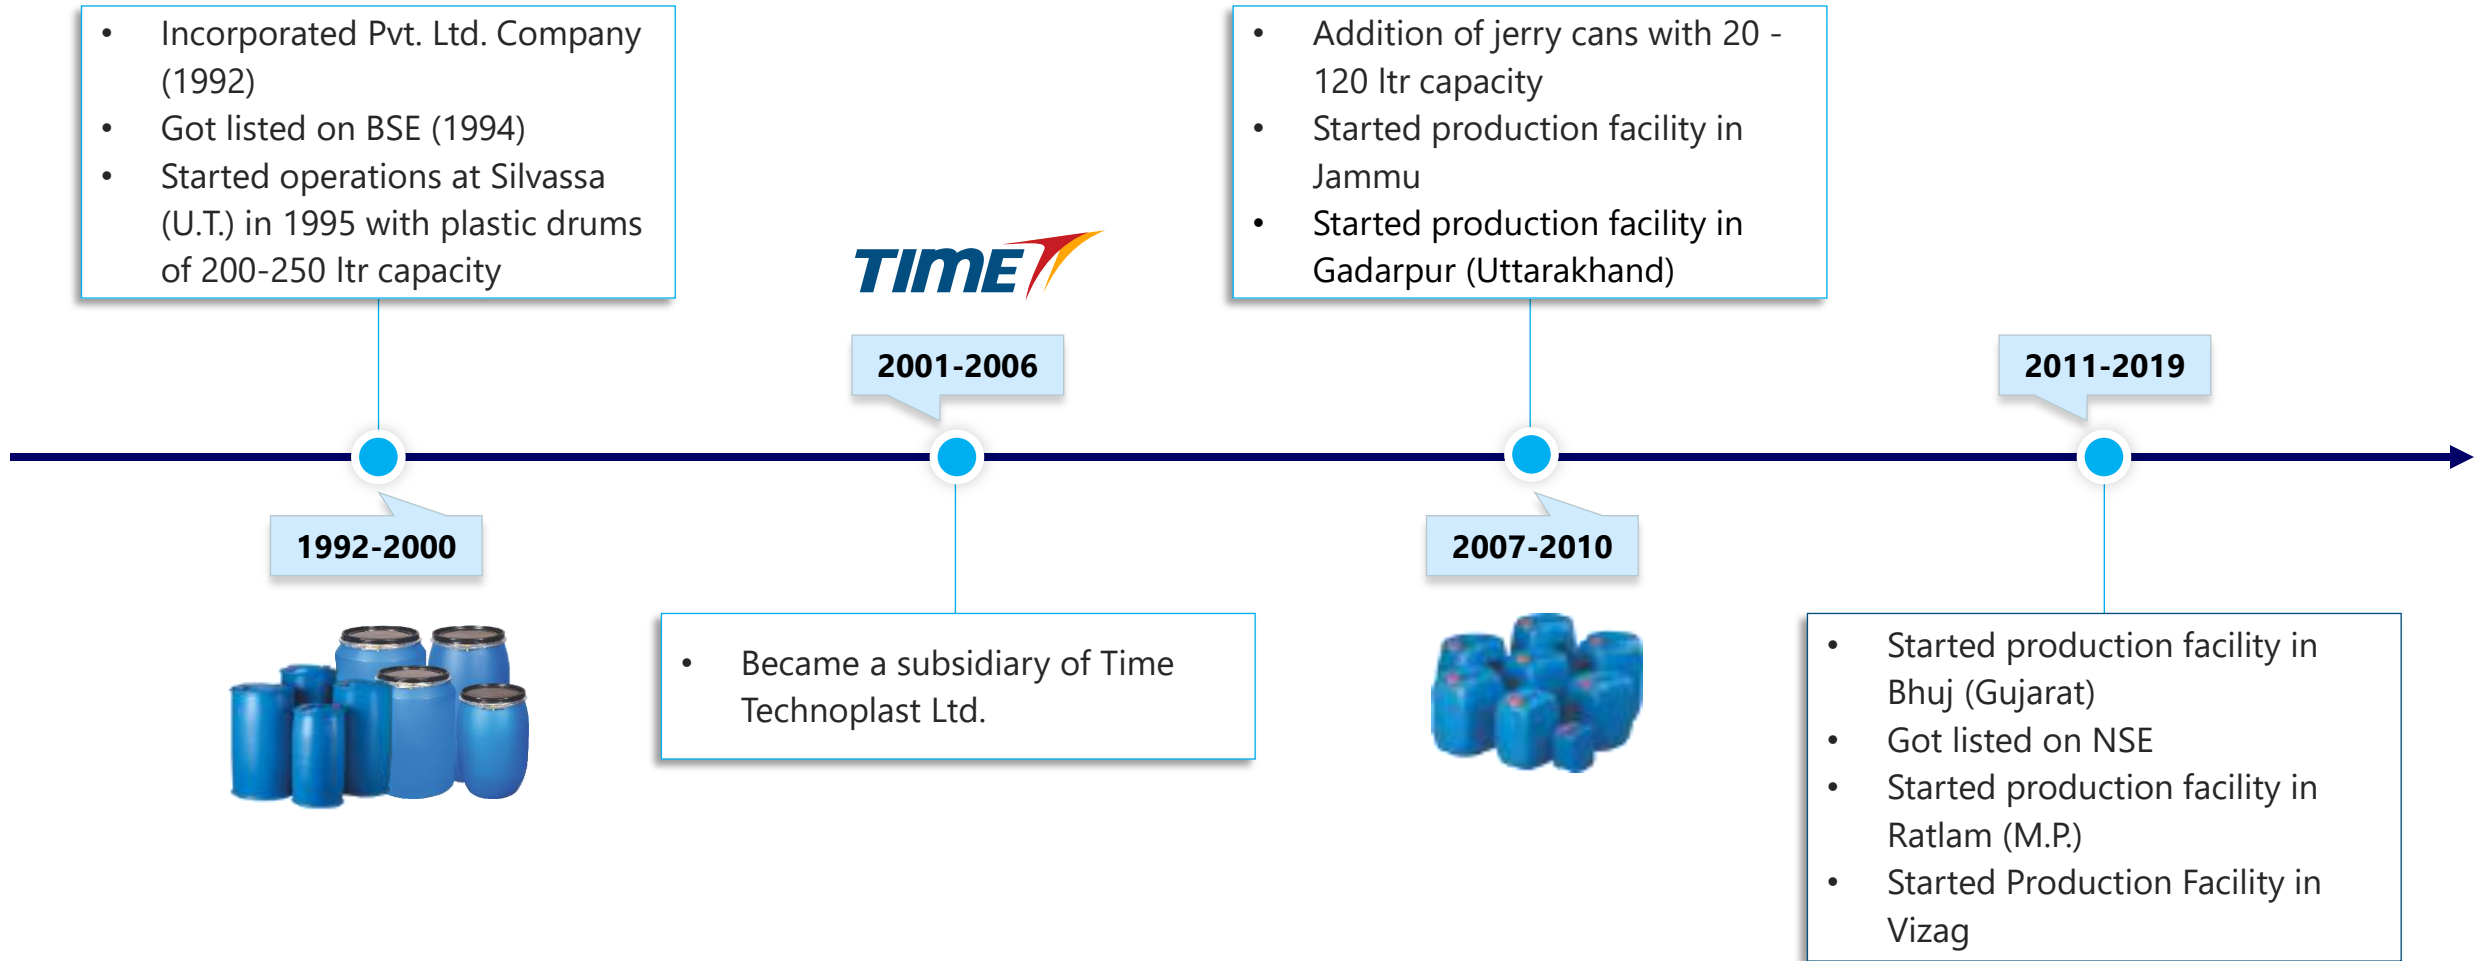 • Incorporated Pvt. Ltd. Company
(1992)
• Got listed on BSE (1994)
• Started operations at Silvassa
(U.T.) in 1995 with plastic drums
of 200-250 ltr capacity
1992-2000
TIME
2001-2006
• Became a subsidiary of Time
Technoplast Ltd.
• Addition of jerry cans with 20 -
120 ltr capacity
• Started production facility in
Jammu
• Started production facility in
Gadarpur (Uttarakhand)
2007-2010
2011-2019
• Started production facility in
Bhuj (Gujarat)
• Got listed on NSE
• Started production facility in
Ratlam (M.P.)
• Started Production Facility in
Vizag